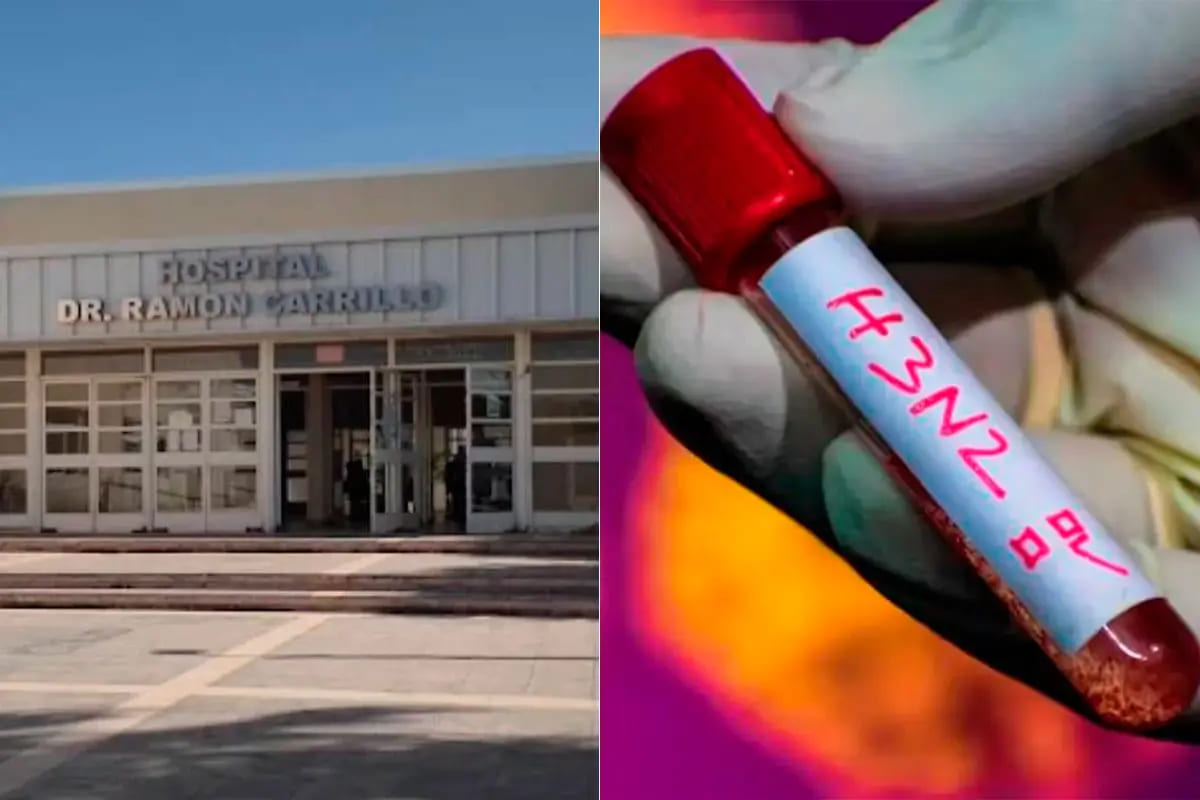 HOSPITAL
DR. RAMON CARRILLO
H3N2